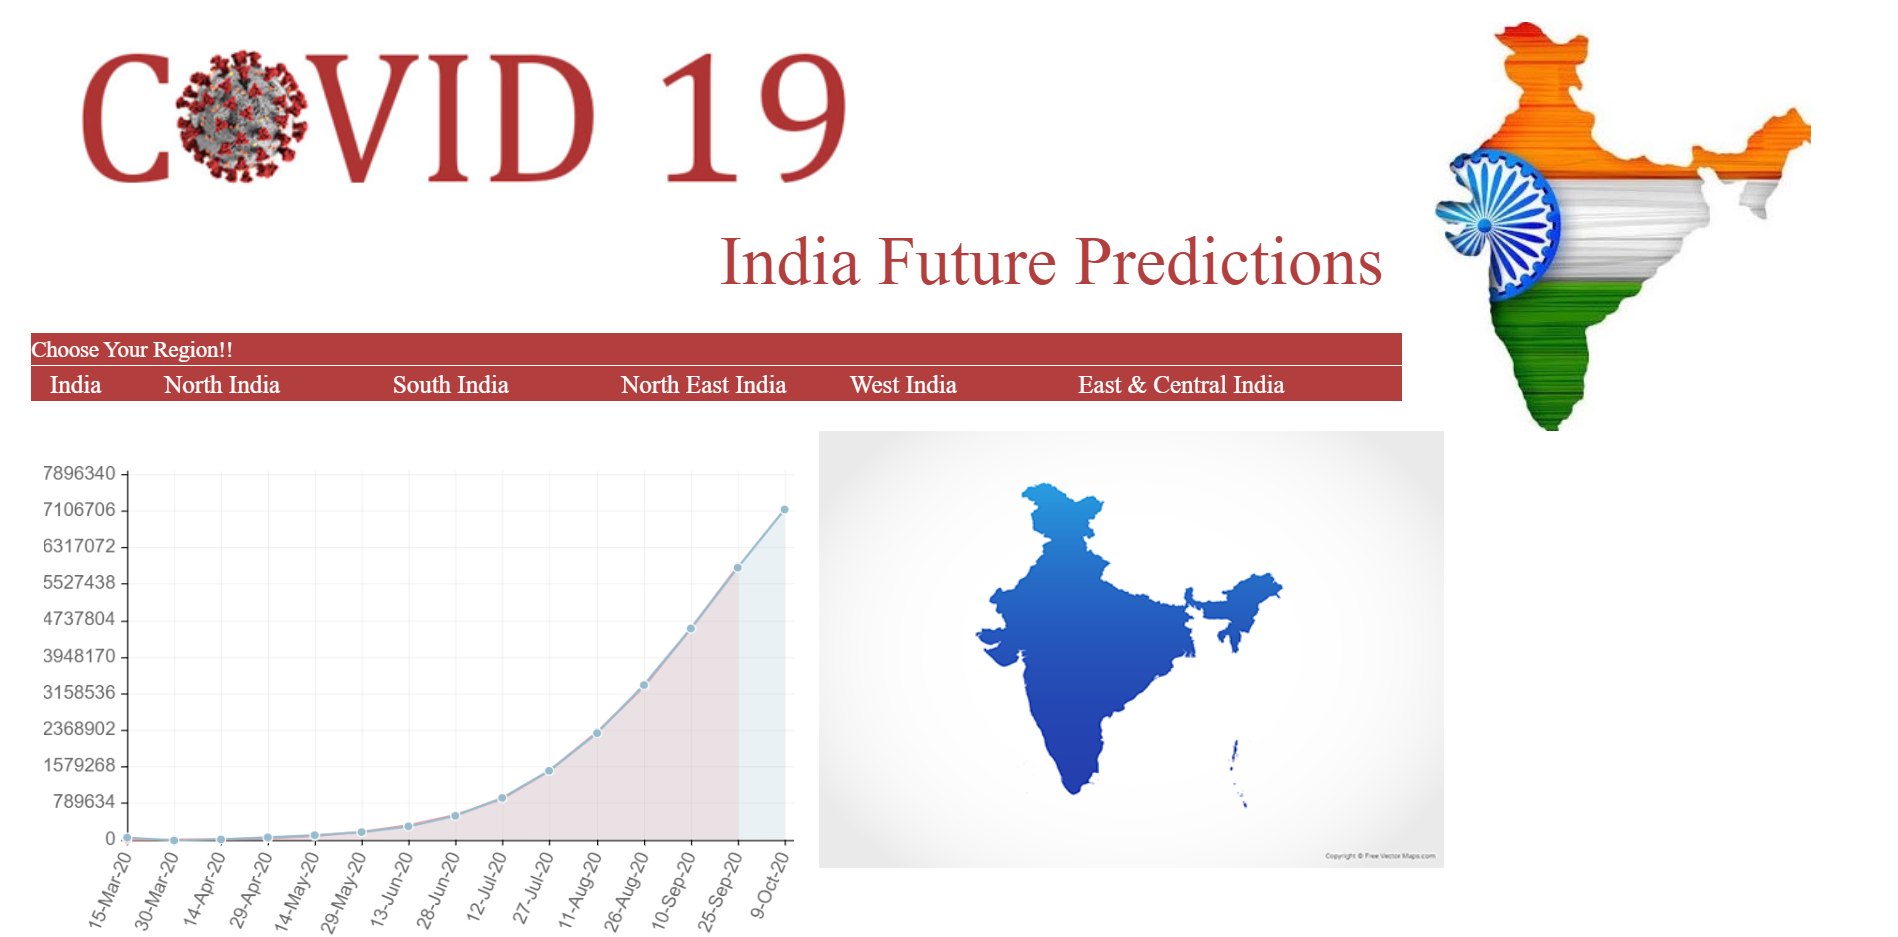 COVID 19
India Future Predictions
Choose Your Region!!
India North India South India North East India West India East & Central India
7896340
7106706
6317072
5527438
4737804
3948170
3158536
2368902
1579268
789634
0
15-Mar-20 30-Mar-20 14-Apr-20 29-Apr-20 14-May-20 29-May-20 13-Jun-20 28-Jun-20 12-Jul-20 27-Jul-20 11-Aug-20 26-Aug-20 10-Sep-20 25-Sep-20 9-Oct-20
Copyright © Free Vector Maps.com